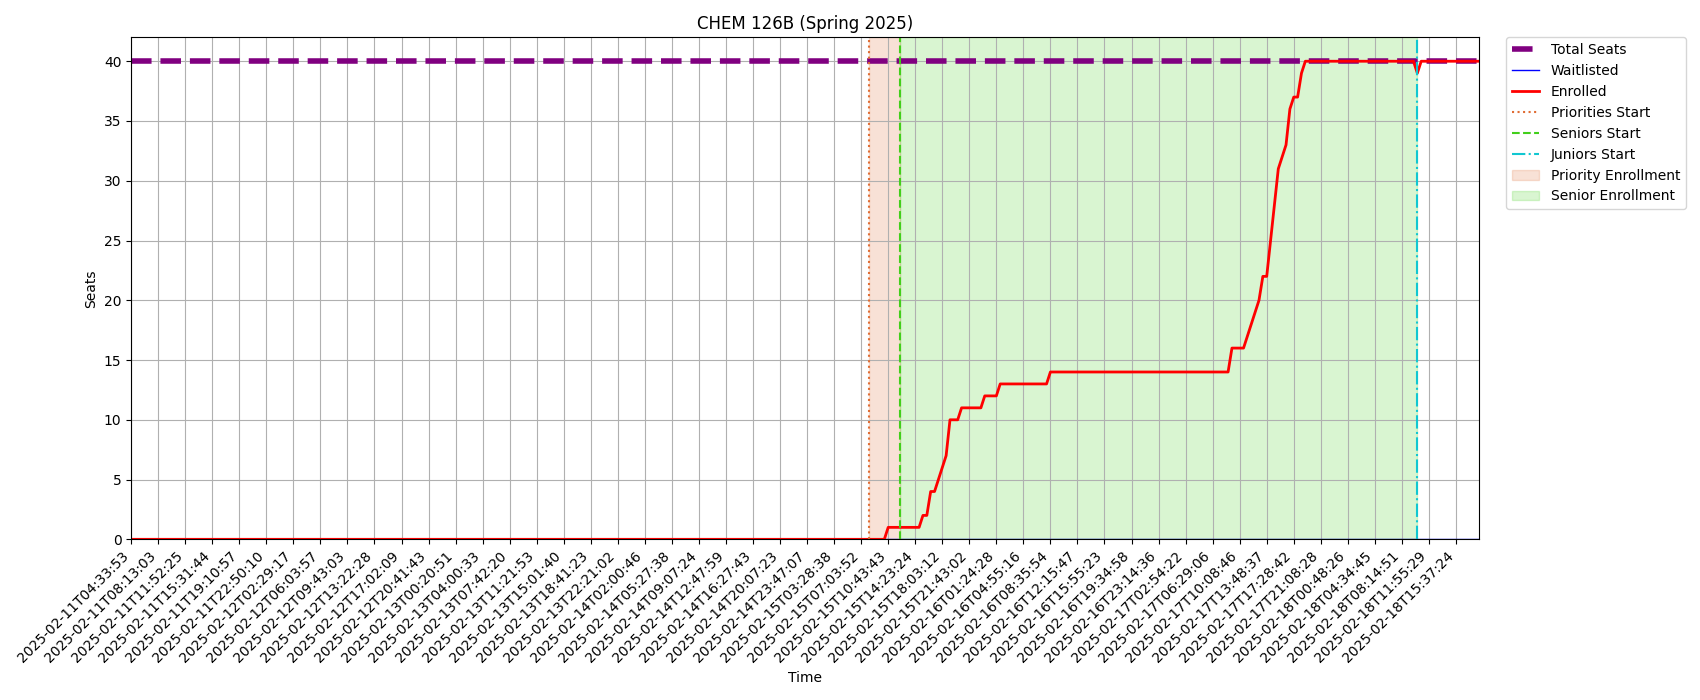 CHEM 126B (Spring 2025)
Total Seats
Waitlisted
Enrolled
Priorities Start
Seniors Start
Juniors Start
Priority Enrollment
Senior Enrollment
Seats
40
35
30
25
20
15
10
5
0
2025-02-11T04:33:53
2025-02-11T08:13:03
2025-02-11T11:52:25
2025-02-11T15:31:44
2025-02-11T19:10:57
2025-02-11T22:50:10
2025-02-12T02:29:17
2025-02-12T06:03:57
2025-02-12T09:43:03
2025-02-12T13:22:28
2025-02-12T17:02:09
2025-02-12T20:41:43
2025-02-13T00:20:51
2025-02-13T04:00:33
2025-02-13T07:42:20
2025-02-13T11:21:53
2025-02-13T15:01:40
2025-02-13T18:41:23
2025-02-13T22:21:02
2025-02-14T02:00:46
2025-02-14T05:27:38
2025-02-14T09:07:24
2025-02-14T12:47:59
2025-02-14T16:27:43
2025-02-14T20:07:23
2025-02-14T23:47:07
2025-02-15T03:28:38
2025-02-15T07:03:52
2025-02-15T10:43:43
2025-02-15T14:23:24
2025-02-15T18:03:12
2025-02-15T21:43:02
2025-02-16T01:24:28
2025-02-16T04:55:16
2025-02-16T08:35:54
2025-02-16T12:15:47
2025-02-16T15:55:23
2025-02-16T19:34:58
2025-02-16T23:14:36
2025-02-17T02:54:22
2025-02-17T06:29:06
2025-02-17T10:08:46
2025-02-17T13:48:37
2025-02-17T17:28:42
2025-02-17T21:08:28
2025-02-18T00:48:26
2025-02-18T04:34:45
2025-02-18T08:14:51
2025-02-18T11:55:29
2025-02-18T15:37:24
Time